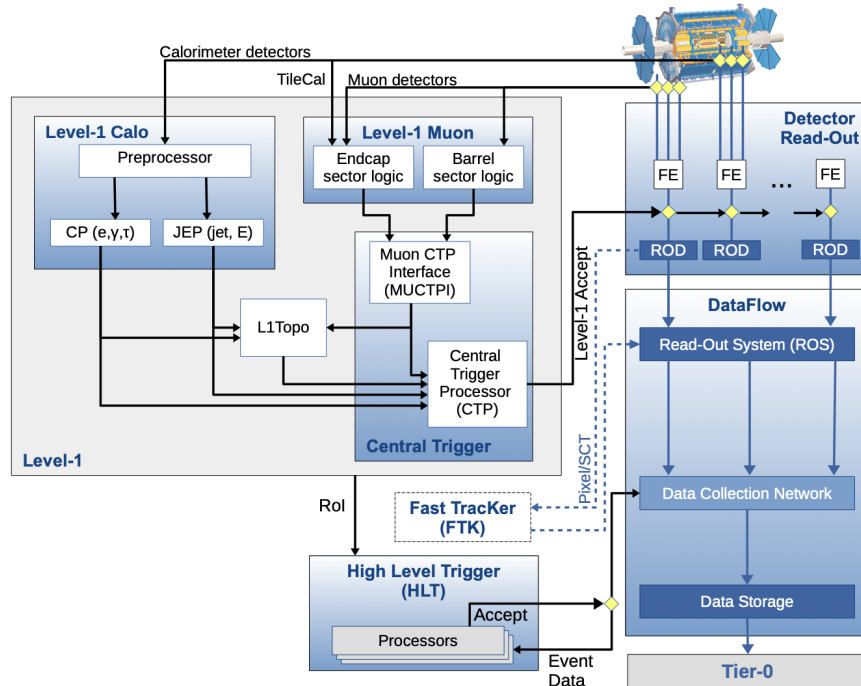 Calorimeter detectors
TileCal
Muon detectors
Level-1 Calo
Preprocessor
CP (e,γ,τ)
JEP (jet, E)
Level-1 Muon
Endcap
sector logic
Barrel
sector logic
Muon CTP
Interface
(MUCTPI)
L1Topo
Central
Trigger
Processor
(CTP)
Central Trigger
Level-1
Level-1 Accept
Detector
Read-Out
FE
FE
...
FE
ROD
ROD
ROD
DataFlow
Read-Out System (ROS)
Data Collection Network
Data Storage
Tier-0
Pixel/SCT
RoI
Fast TracKer
(FTK)
High Level Trigger
(HLT)
Accept
Processors
Event
Data